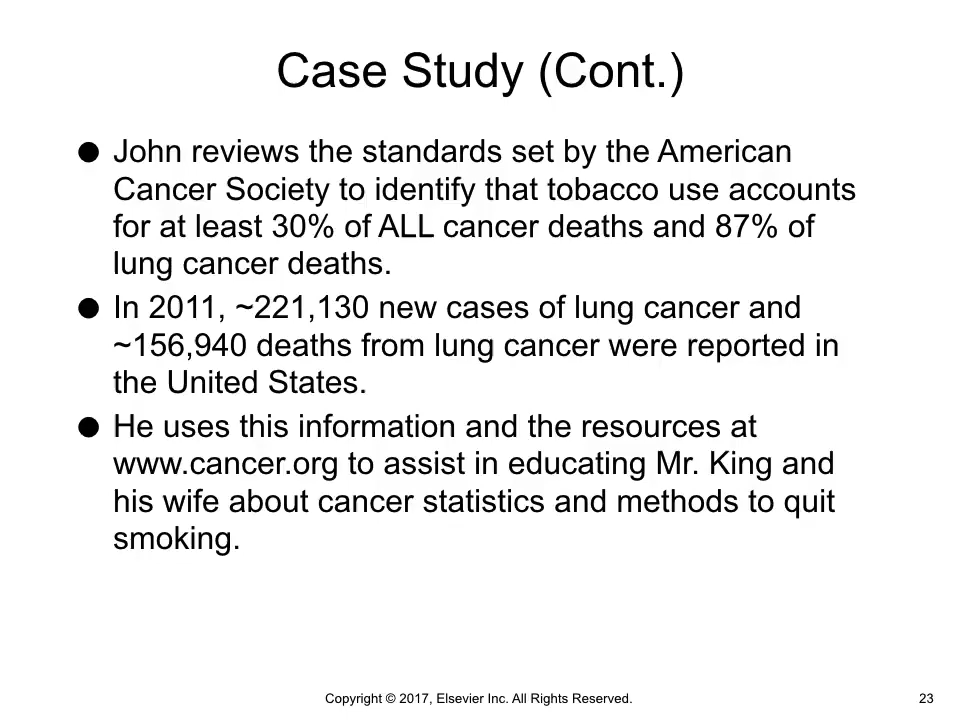 Case Study (Cont.)
● John reviews the standards set by the American
Cancer Society to identify that tobacco use accounts
for at least 30% of ALL cancer deaths and 87% of
lung cancer deaths.
● In 2011, ~221,130 new cases of lung cancer and
~156,940 deaths from lung cancer were reported in
the United States.
● He uses this information and the resources at
www.cancer.org to assist in educating Mr. King and
his wife about cancer statistics and methods to quit
smoking.
Copyright © 2017, Elsevier Inc. All Rights Reserved.
23